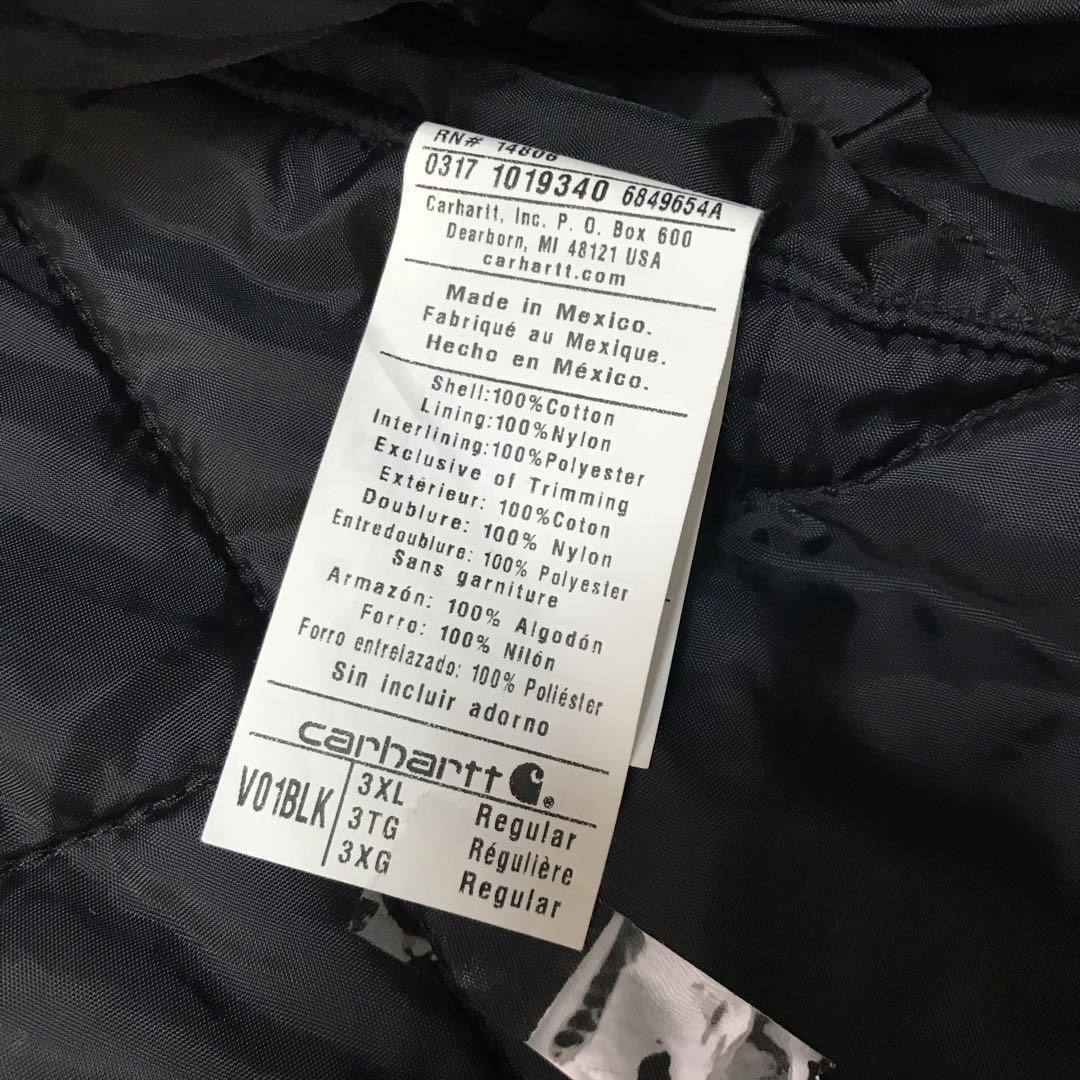 RN# 14806
0317 1019340 6849654A
Carhartt, Inc. P. O. Box 600
Dearborn, MI 48121 USA
carhartt.com
Made in Mexico.
Fabriqué au Mexique.
Hecho en México.
Shell:100%Cotton
Lining:100%Nylon
Interlining:100%Polyester
Exclusive of Trimming
Extérieur: 100%Coton
Doublure: 100% Nylon
Entredoublure: 100% Polyester
Sans garniture
Armazón: 100% Algodón
Forro: 100% Nilón
Forro entrelazado: 100% Poliéster
Sin incluir adorno
carhartt
V01BLK 3XL Regular
3TG Régulière
3XG Regular